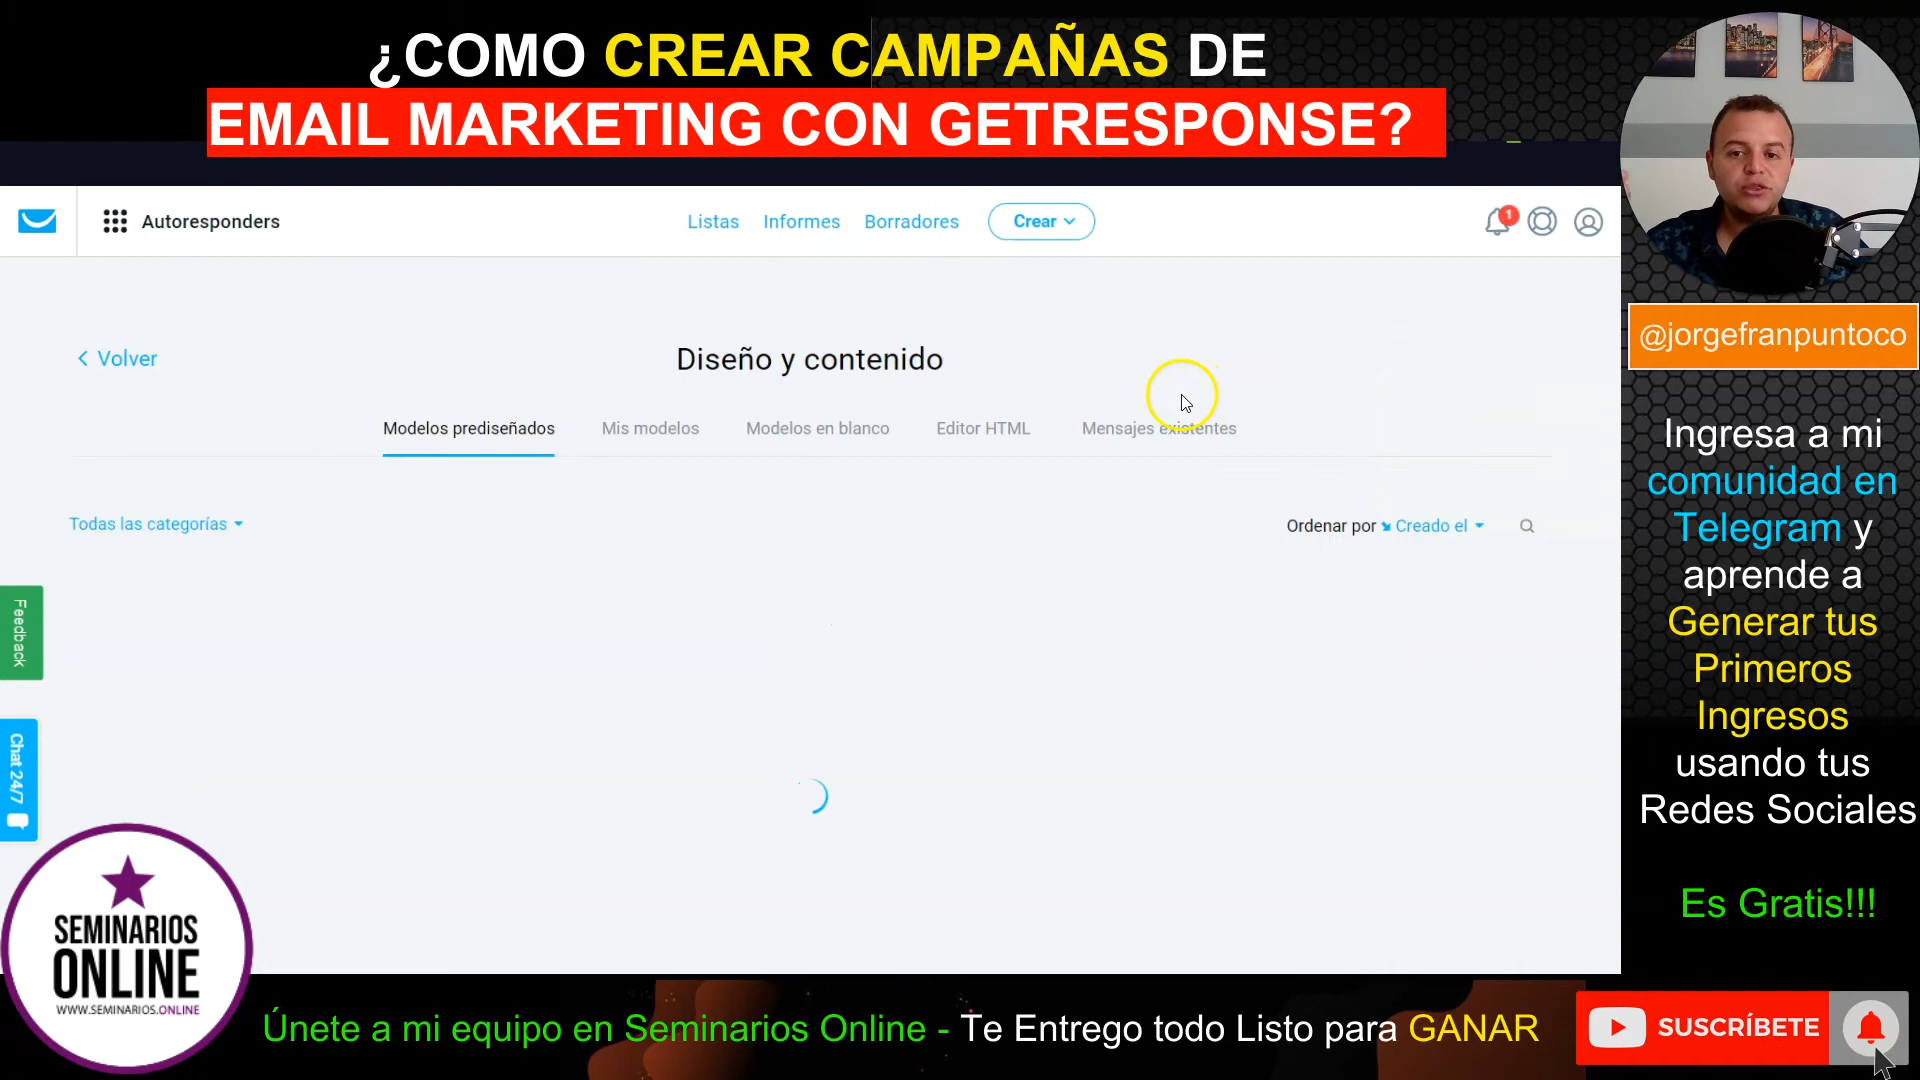 ¿COMO CREAR CAMPAÑAS DE
EMAIL MARKETING CON GETRESPONSE?
Autoresponders
Listas
Informes
Borradores
Crear
1
@jorgefranpuntoco
Volver
Diseño y contenido
Modelos prediseñados
Mis modelos
Modelos en blanco
Editor HTML
Mensajes existentes
Todas las categorías
Ordenar por Creado el
Feedback
Chat 24/7
Ingresa a mi
comunidad en
Telegram y
aprende a
Generar tus
Primeros
Ingresos
usando tus
Redes Sociales
Es Gratis!!!
SEMINARIOS
ONLINE
WWW.SEMINARIOS.ONLINE
Únete a mi equipo en Seminarios Online - Te Entrego todo Listo para GANAR
SUSCRÍBETE